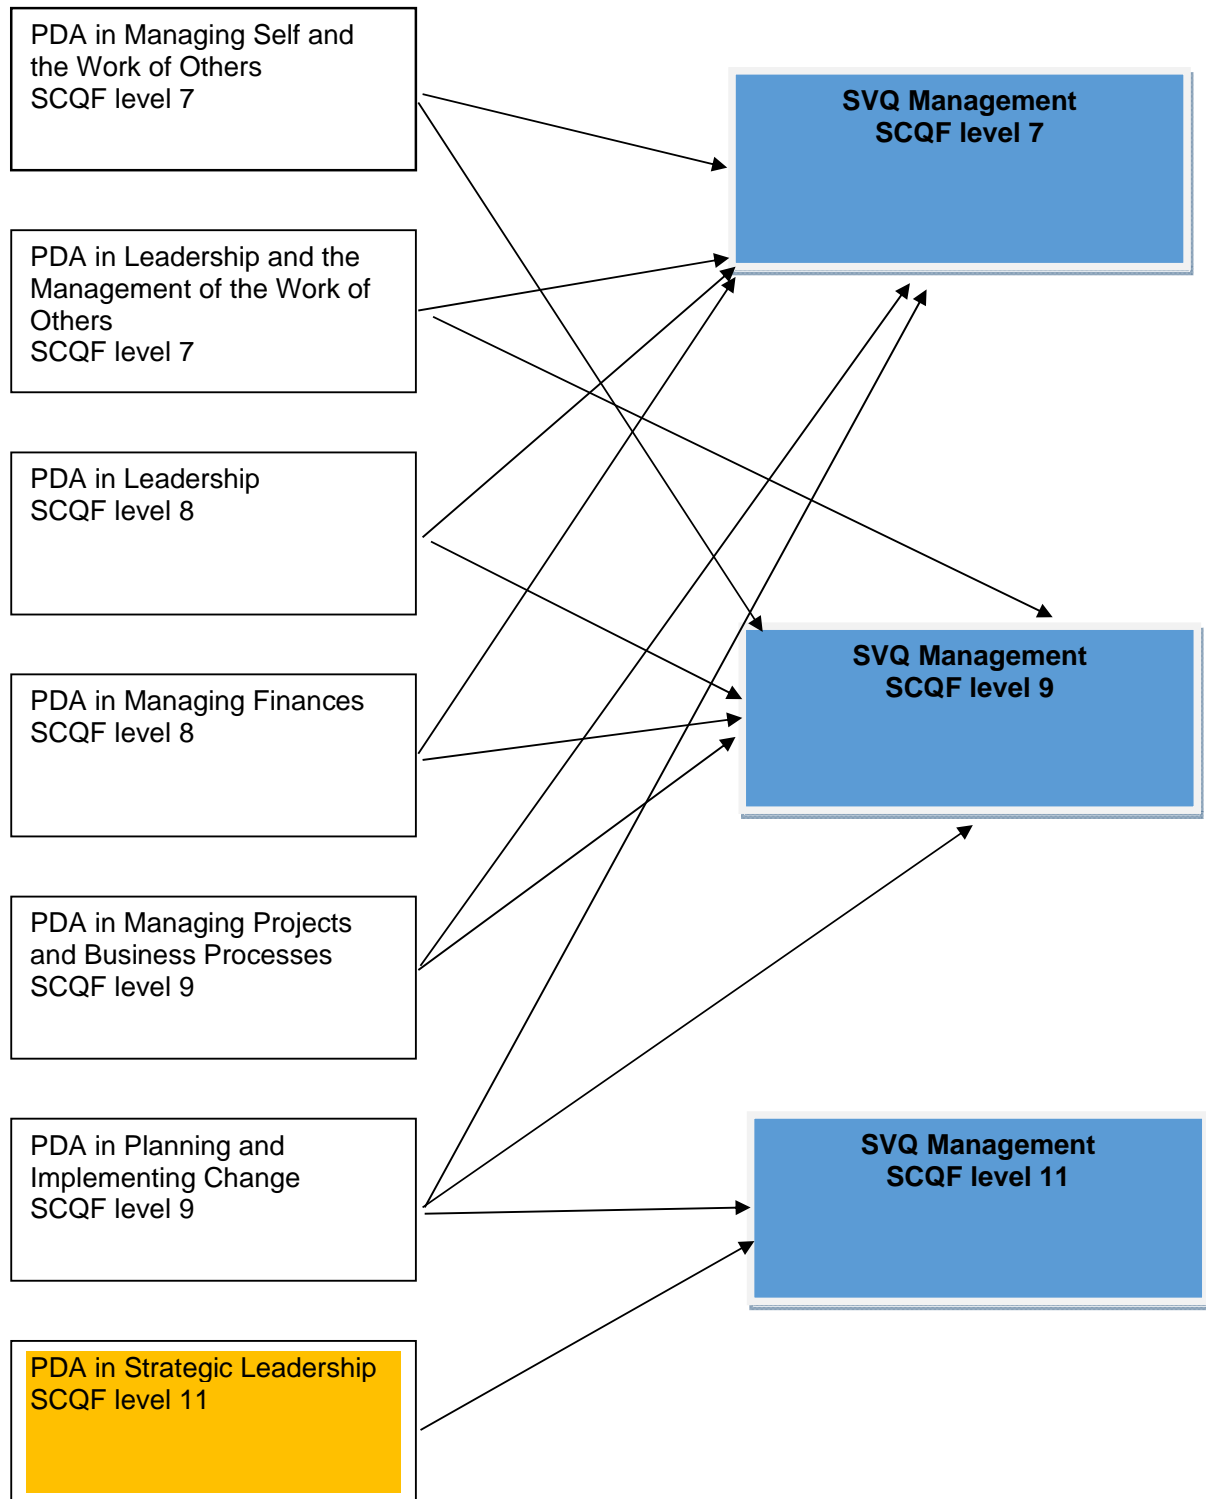 PDA in Managing Self and
the Work of Others
SCQF level 7
SVQ Management
SCQF level 7
PDA in Leadership and the
Management of the Work of
Others
SCQF level 7
PDA in Leadership
SCQF level 8
SVQ Management
SCQF level 9
PDA in Managing Finances
SCQF level 8
PDA in Managing Projects
and Business Processes
SCQF level 9
PDA in Planning and
Implementing Change
SCQF level 9
SVQ Management
SCQF level 11
PDA in Strategic Leadership
SCQF level 11